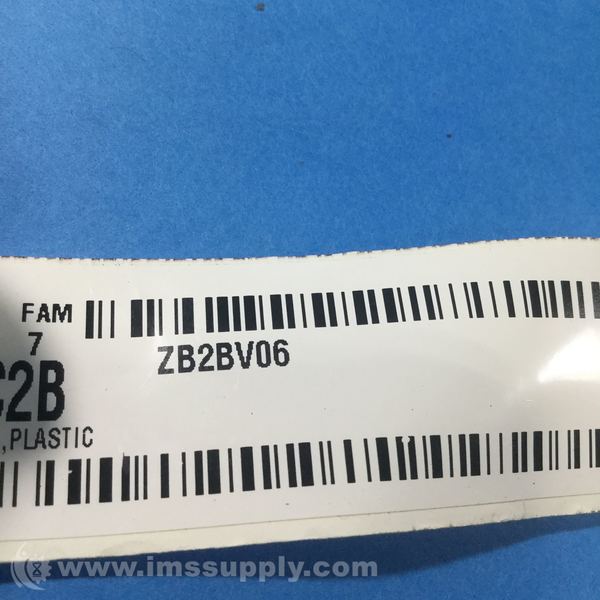 FAM
7
ZB2BV06
C2B
,PLASTIC
www.imssupply.com